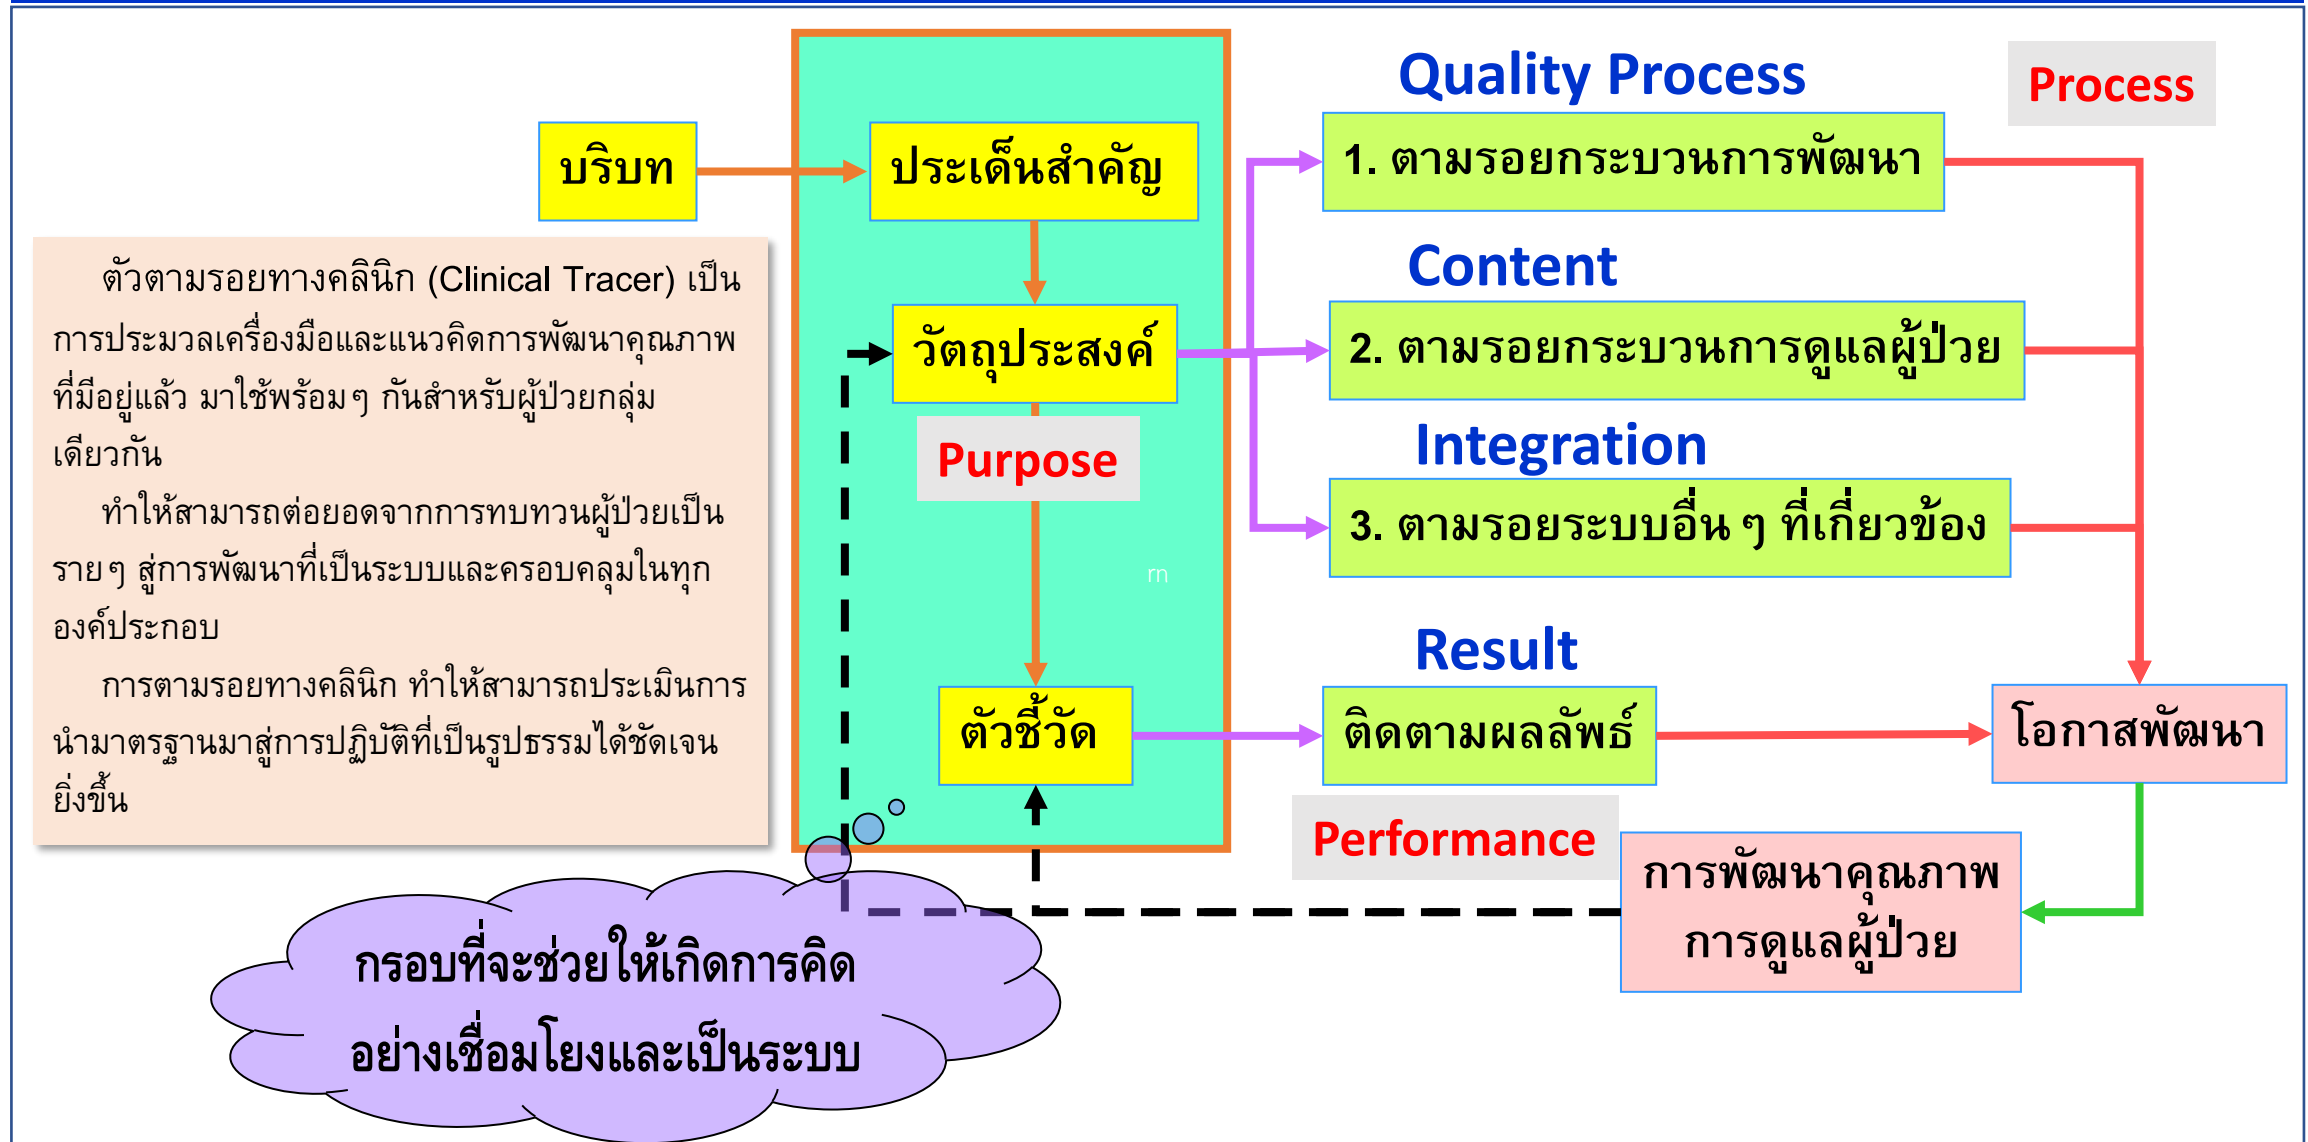 Quality Process
Process
บริบท
ประเด็นสำคัญ
1. ตามรอยกระบวนการพัฒนา
ตัวตามรอยทางคลินิก (Clinical Tracer) เป็น
การประมวลเครื่องมือและแนวคิดการพัฒนาคุณภาพ
ที่มีอยู่แล้ว มาใช้พร้อมๆ กันสำหรับผู้ป่วยกลุ่ม
เดียวกัน
ทำให้สามารถต่อยอดจากการทบทวนผู้ป่วยเป็น
รายๆ สู่การพัฒนาที่เป็นระบบและครอบคลุมในทุก
องค์ประกอบ
การตามรอยทางคลินิก ทำให้สามารถประเมินการ
นำมาตรฐานมาสู่การปฏิบัติที่เป็นรูปธรรมได้ชัดเจน
ยิ่งขึ้น
Content
วัตถุประสงค์
2. ตามรอยกระบวนการดูแลผู้ป่วย
Purpose
Integration
3. ตามรอยระบบอื่นๆ ที่เกี่ยวข้อง
rn
Result
ตัวชี้วัด
ติดตามผลลัพธ์
โอกาสพัฒนา
Performance
การพัฒนาคุณภาพ
การดูแลผู้ป่วย
กรอบที่จะช่วยให้เกิดการคิด
อย่างเชื่อมโยงและเป็นระบบ